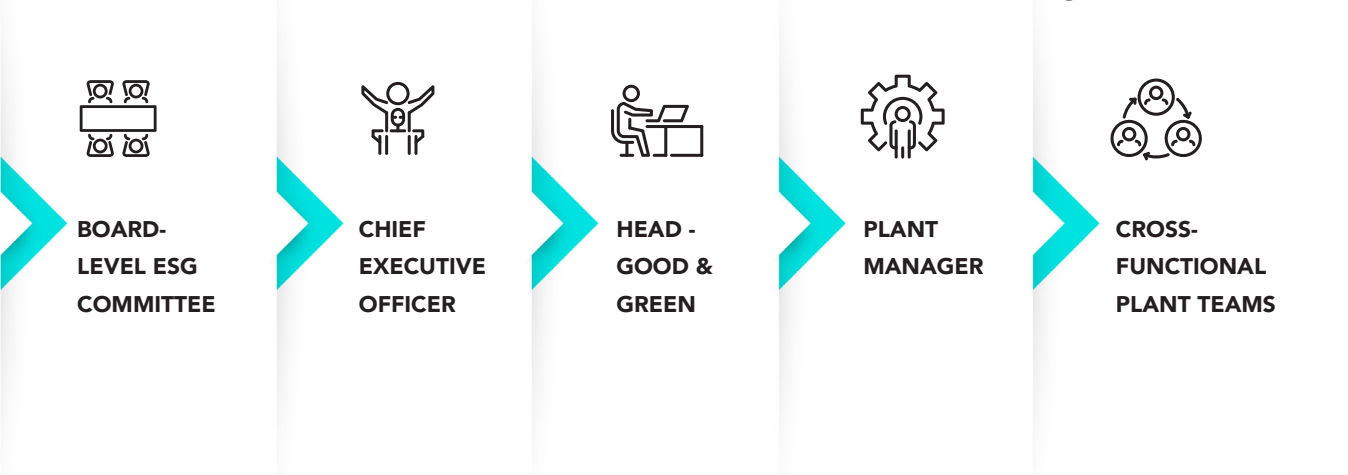 BOARD-
LEVEL ESG
COMMITTEE
CHIEF
EXECUTIVE
OFFICER
HEAD -
GOOD &
GREEN
PLANT
MANAGER
CROSS-
FUNCTIONAL
PLANT TEAMS